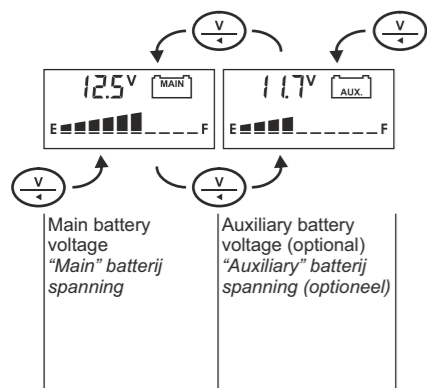 V
V
12.5V MAIN
11.7V AUX.
E F
E F
V
V
Main battery
voltage
“Main” batterij
spanning
Auxiliary battery
voltage (optional)
“Auxiliary” batterij
spanning (optioneel)